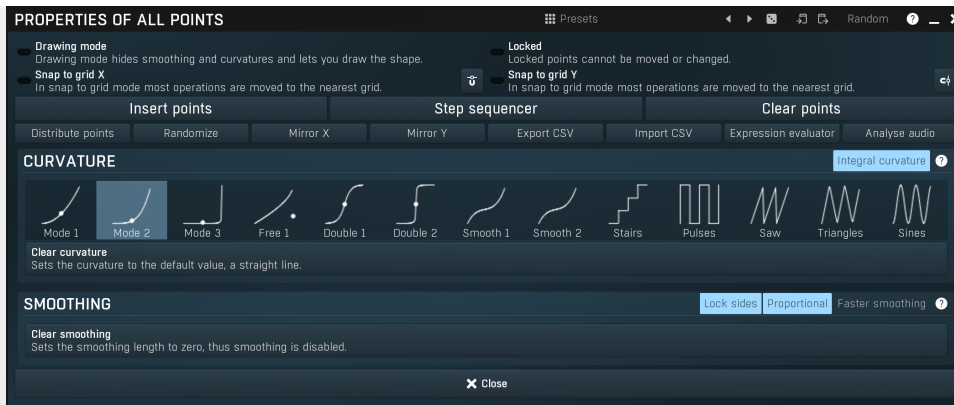 PROPERTIES OF ALL POINTS
Presets
Random
?
Drawing mode
Drawing mode hides smoothing and curvatures and lets you draw the shape.
Locked
Locked points cannot be moved or changed.
Snap to grid X
In snap to grid mode most operations are moved to the nearest grid.
Snap to grid Y
In snap to grid mode most operations are moved to the nearest grid.
Insert points
Step sequencer
Clear points
Distribute points
Randomize
Mirror X
Mirror Y
Export CSV
Import CSV
Expression evaluator
Analyse audio
CURVATURE
Integral curvature
?
Mode 1
Mode 2
Mode 3
Free 1
Double 1
Double 2
Smooth 1
Smooth 2
Stairs
Pulses
Saw
Triangles
Sines
Clear curvature
Sets the curvature to the default value, a straight line.
SMOOTHING
Lock sides
Proportional
Faster smoothing
?
Clear smoothing
Sets the smoothing length to zero, thus smoothing is disabled.
Close